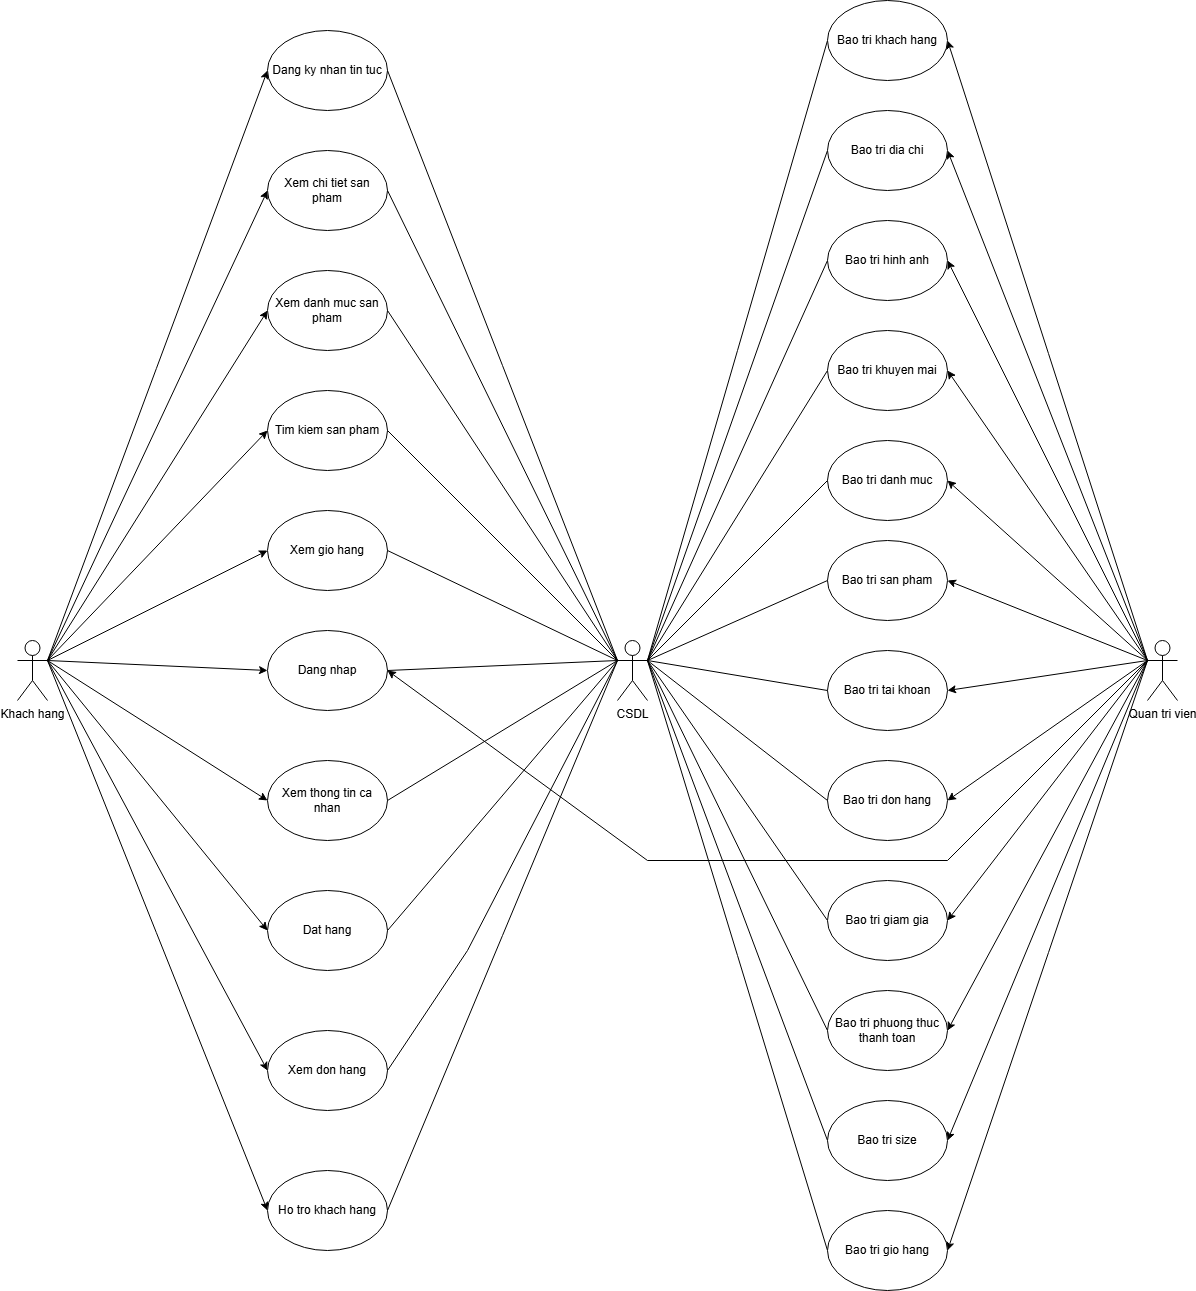 Dang ky nhan tin tuc
Xem chi tiet san
pham
Xem danh muc san
pham
Tim kiem san pham
Xem gio hang
Dang nhap
Xem thong tin ca
nhan
Dat hang
Xem don hang
Ho tro khach hang
Khach hang
CSDL
Bao tri khach hang
Bao tri dia chi
Bao tri hinh anh
Bao tri khuyen mai
Bao tri danh muc
Bao tri san pham
Bao tri tai khoan
Bao tri don hang
Bao tri giam gia
Bao tri phuong thuc
thanh toan
Bao tri size
Bao tri gio hang
Quan tri vien